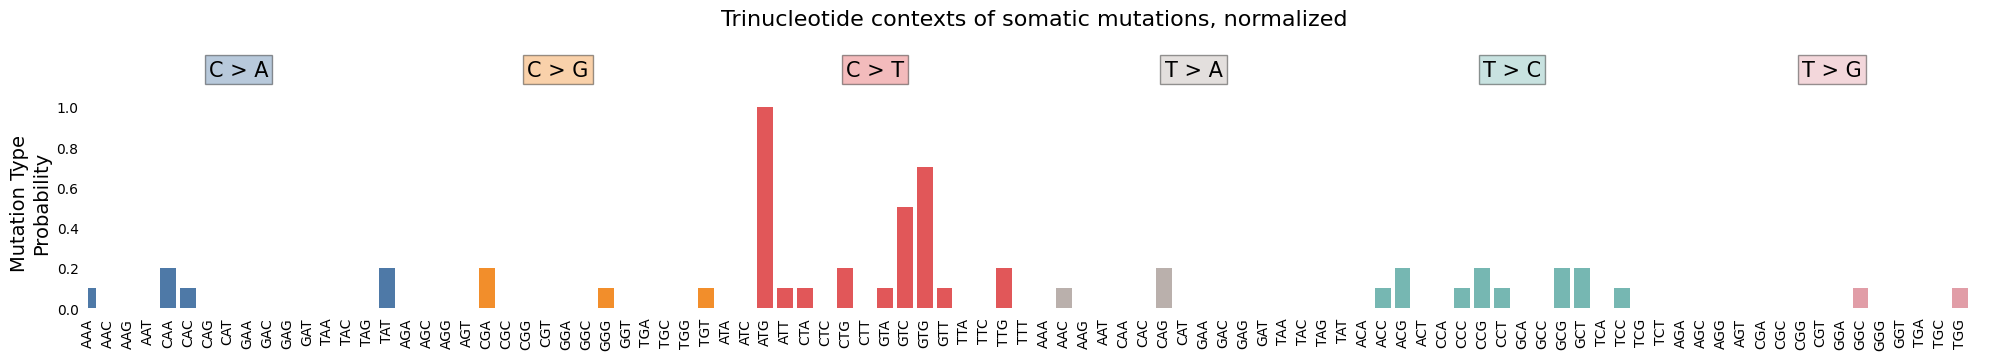 Trinucleotide contexts of somatic mutations, normalized
C > A C > G C > T T > A T > C T > G
Mutation Type
Probability
1.0
0.8
0.6
0.4
0.2
0.0
AAA AAC AAG AAT CAA CAC CAG CAT GAA GAC GAG GAT TAA TAC TAG TAT AGA AGC AGG AGT CGA CGC CGG CGT GGA GGC GGG GGT TGA TGC TGG TGT ATA ATC ATG ATT CTA CTC CTG CTT GTA GTC GTG GTT TTA TTC TTG TTT AAA AAC AAG AAT CAA CAC CAG CAT GAA GAC GAG GAT TAA TAC TAG TAT ACA ACC ACG ACT CCA CCC CCG CCT GCA GCC GCG GCT TCA TCC TCG TCT AGA AGC AGG AGT CGA CGC CGG CGT GGA GGC GGG GGT TGA TGC TGG